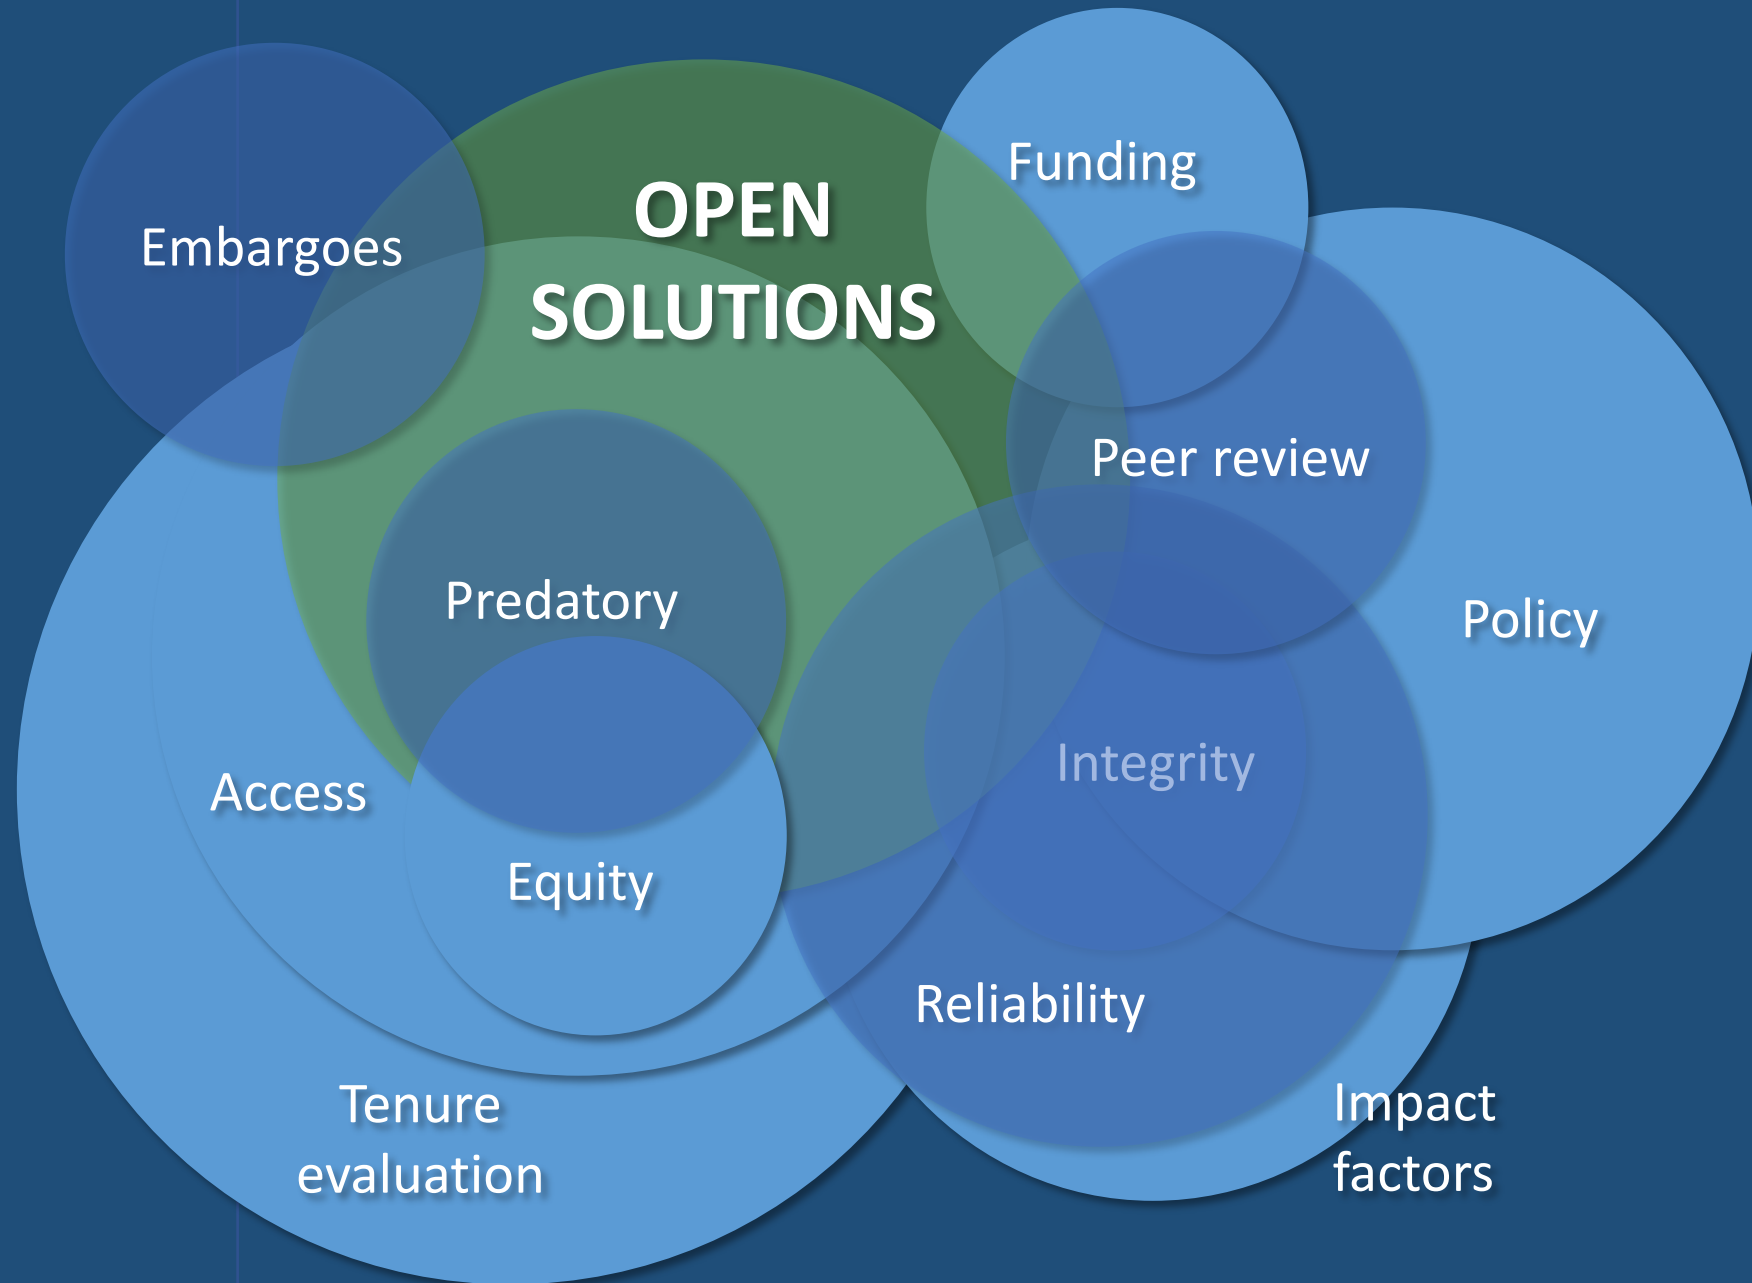 OPEN
SOLUTIONS
Funding
Embargoes
Peer review
Predatory
Policy
Access
Integrity
Equity
Reliability
Tenure
evaluation
Impact
factors